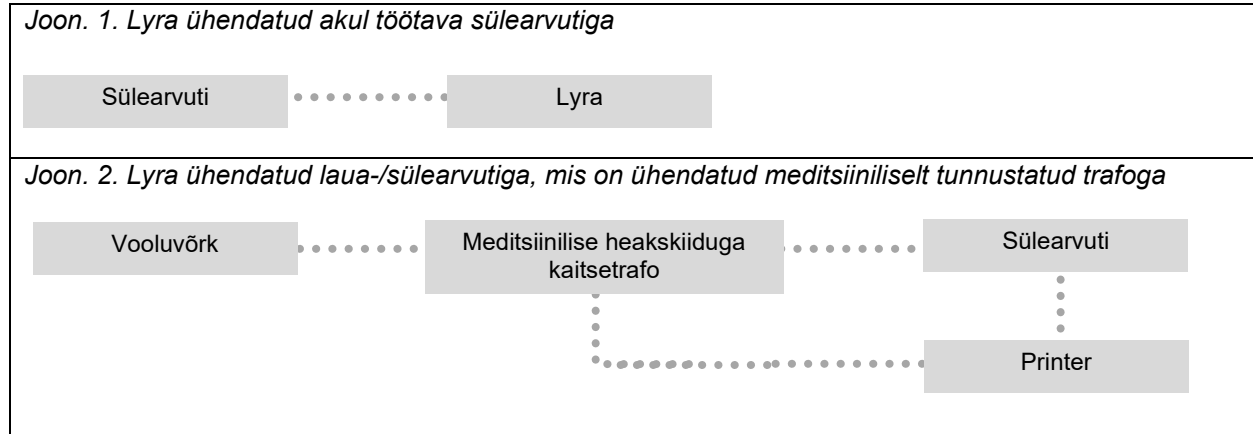 Joon. 1. Lyra ühendatud akul töötava sülearvutiga
Sülearvuti
Lyra
Joon. 2. Lyra ühendatud laua-/sülearvutiga, mis on ühendatud meditsiiniliselt tunnustatud trafoga
Vooluvõrk
Meditsiinilise heakskiiduga
kaitsetrafo
Sülearvuti
Printer